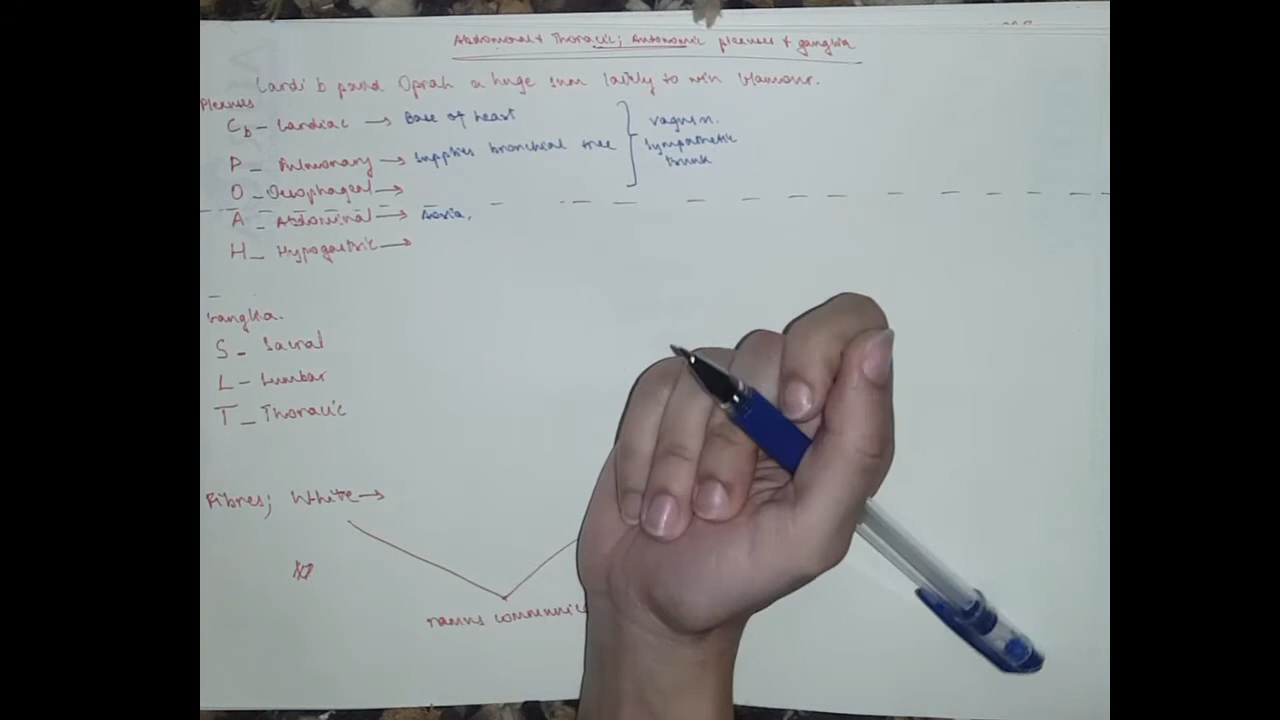 Abdominal & Thoracic; Autonomic plexuses & ganglia
Cardi b paid Oprah a huge sum lately to win glamour.
Plexuses
Cb - Cardiac → Base of heart
vagus n.
sympathetic
trunk
P - Pulmonary → supplies bronchial tree
O - Oesophageal →
A - Abdominal → Aorta,
H - Hypogastric →
Ganglia.
S - Sacral
L - Lumbar
T - Thoracic
Fibres; White →
ramus communic